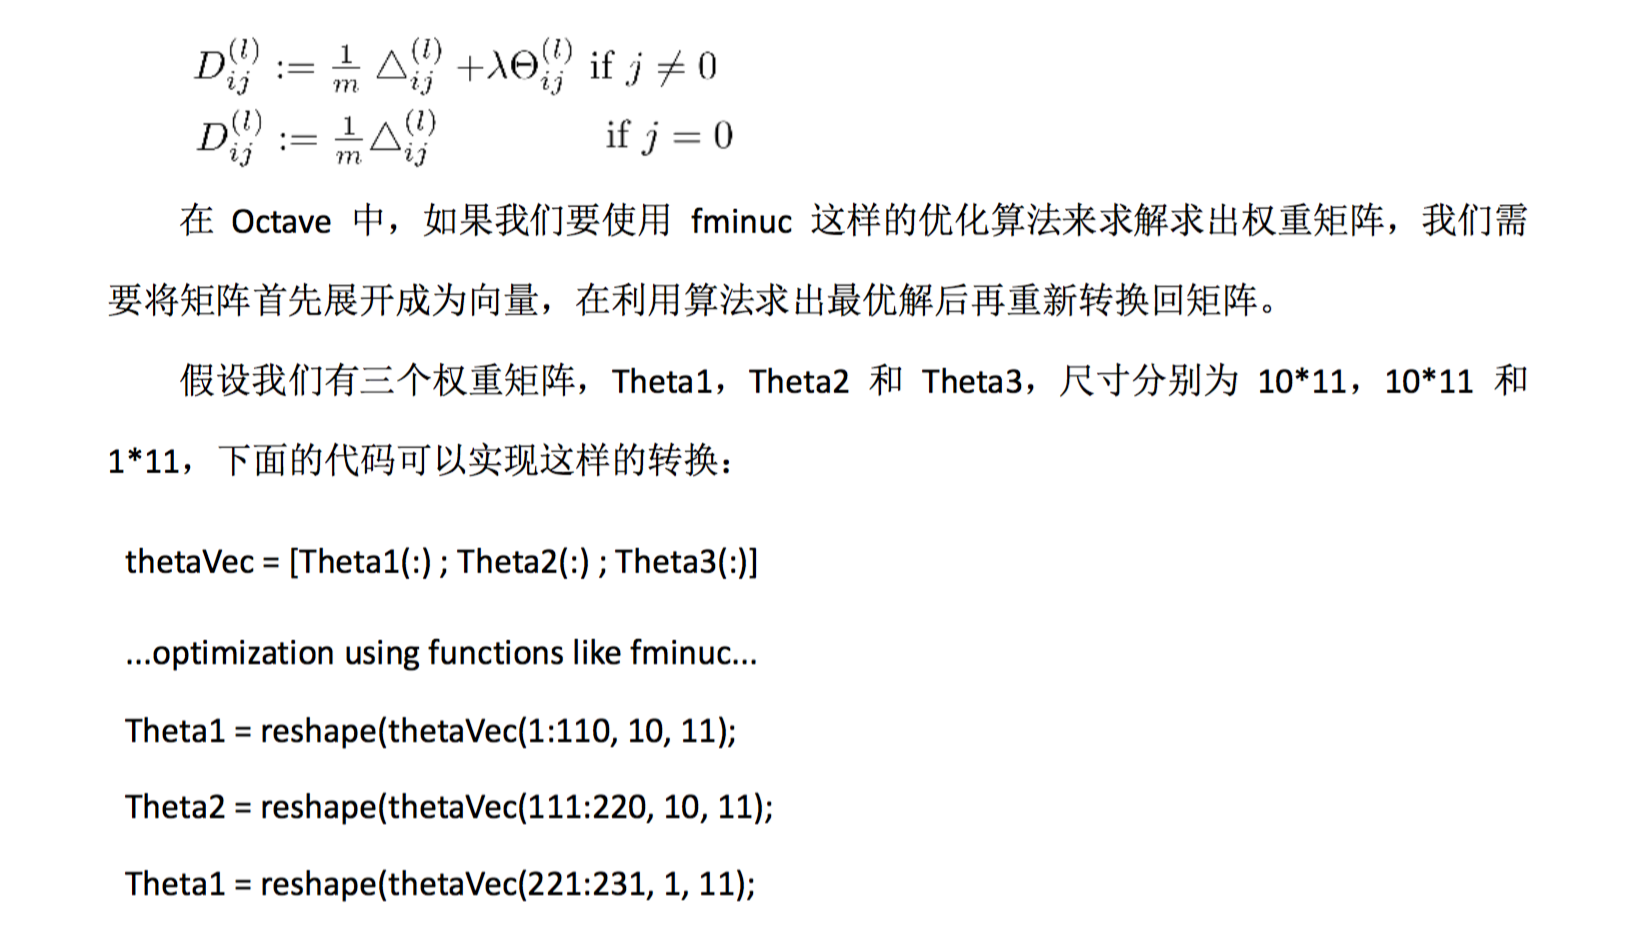 D_{ij}^{(l)} := \frac{1}{m} △_{ij}^{(l)} +λΘ_{ij}^{(l)} if j ≠ 0
D_{ij}^{(l)} := \frac{1}{m} △_{ij}^{(l)} if j = 0
在 Octave 中，如果我们要使用 fminuc 这样的优化算法来求解求出权重矩阵，我们需
要将矩阵首先展开成为向量，在利用算法求出最优解后再重新转换回矩阵。
假设我们有三个权重矩阵，Theta1，Theta2 和 Theta3，尺寸分别为 10*11，10*11 和
1*11，下面的代码可以实现这样的转换：
thetaVec = [Theta1(:) ; Theta2(:) ; Theta3(:)]
...optimization using functions like fminuc...
Theta1 = reshape(thetaVec(1:110, 10, 11);
Theta2 = reshape(thetaVec(111:220, 10, 11);
Theta1 = reshape(thetaVec(221:231, 1, 11);